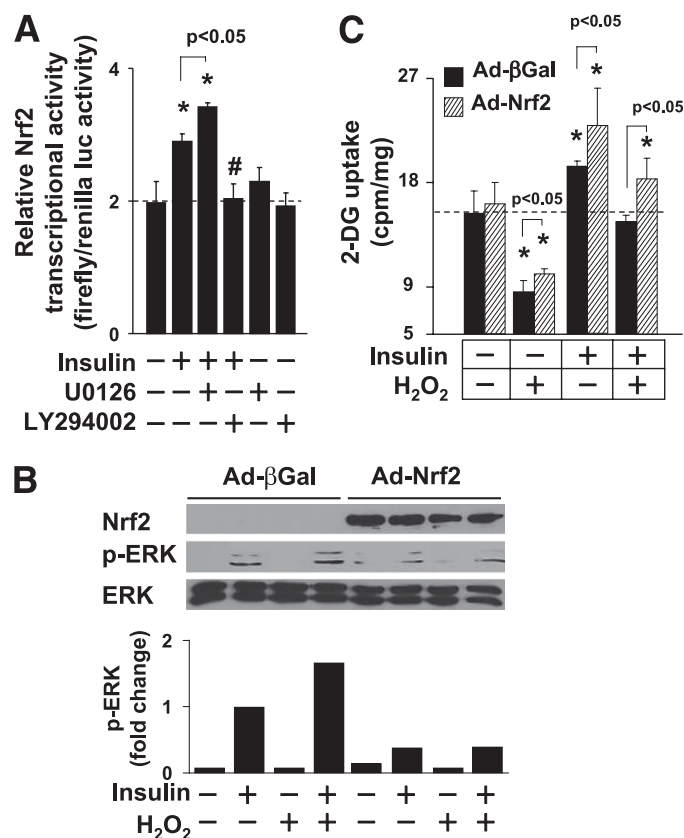 A
p<0.05
Relative Nrf2
transcriptional activity
(firefly/renilla luc activity)
4
2
0
* * #
Insulin − + + + − −
U0126 − − + − + −
LY294002 − − − + − +
C
Ad-βGal
Ad-Nrf2
2-DG uptake
(cpm/mg)
27
18
9
5
p<0.05
p<0.05
p<0.05
* * * * *
Insulin − − + +
H₂O₂ − + − +
B
Ad-βGal Ad-Nrf2
Nrf2
p-ERK
ERK
p-ERK
(fold change)
2
1
0
Insulin − + − + − + − +
H₂O₂ − − + + − − + +